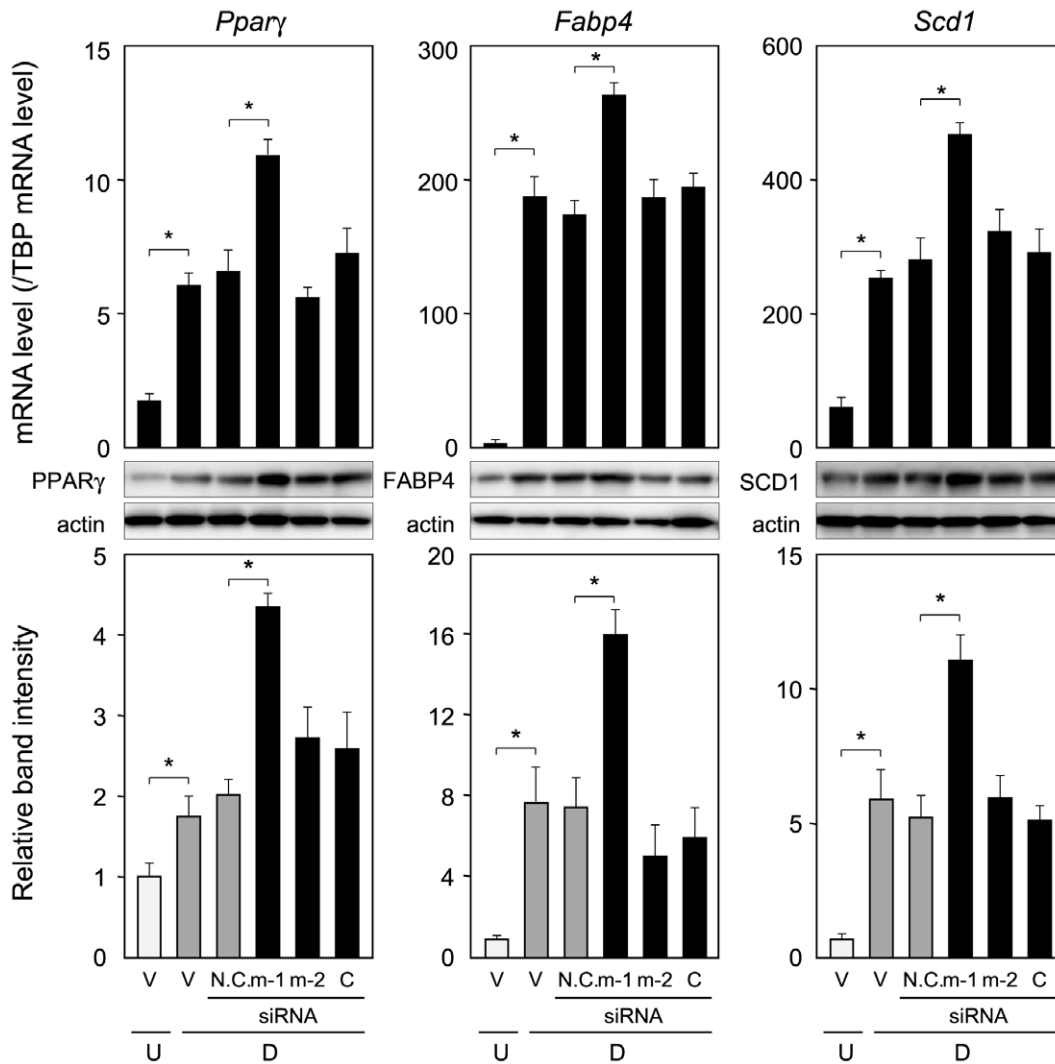 Pparγ Fabp4 Scd1
mRNA level (/TBP mRNA level)
15 10 5 0
* *
300 200 100 0
* *
600 400 200 0
* *
PPARγ FABP4 SCD1
actin actin actin
Relative band intensity
5 4 3 2 1 0
* *
20 16 12 8 4 0
* *
15 10 5 0
* *
V V N.C. m-1 m-2 C V V N.C. m-1 m-2 C V V N.C. m-1 m-2 C
siRNA siRNA siRNA
U D U D U D